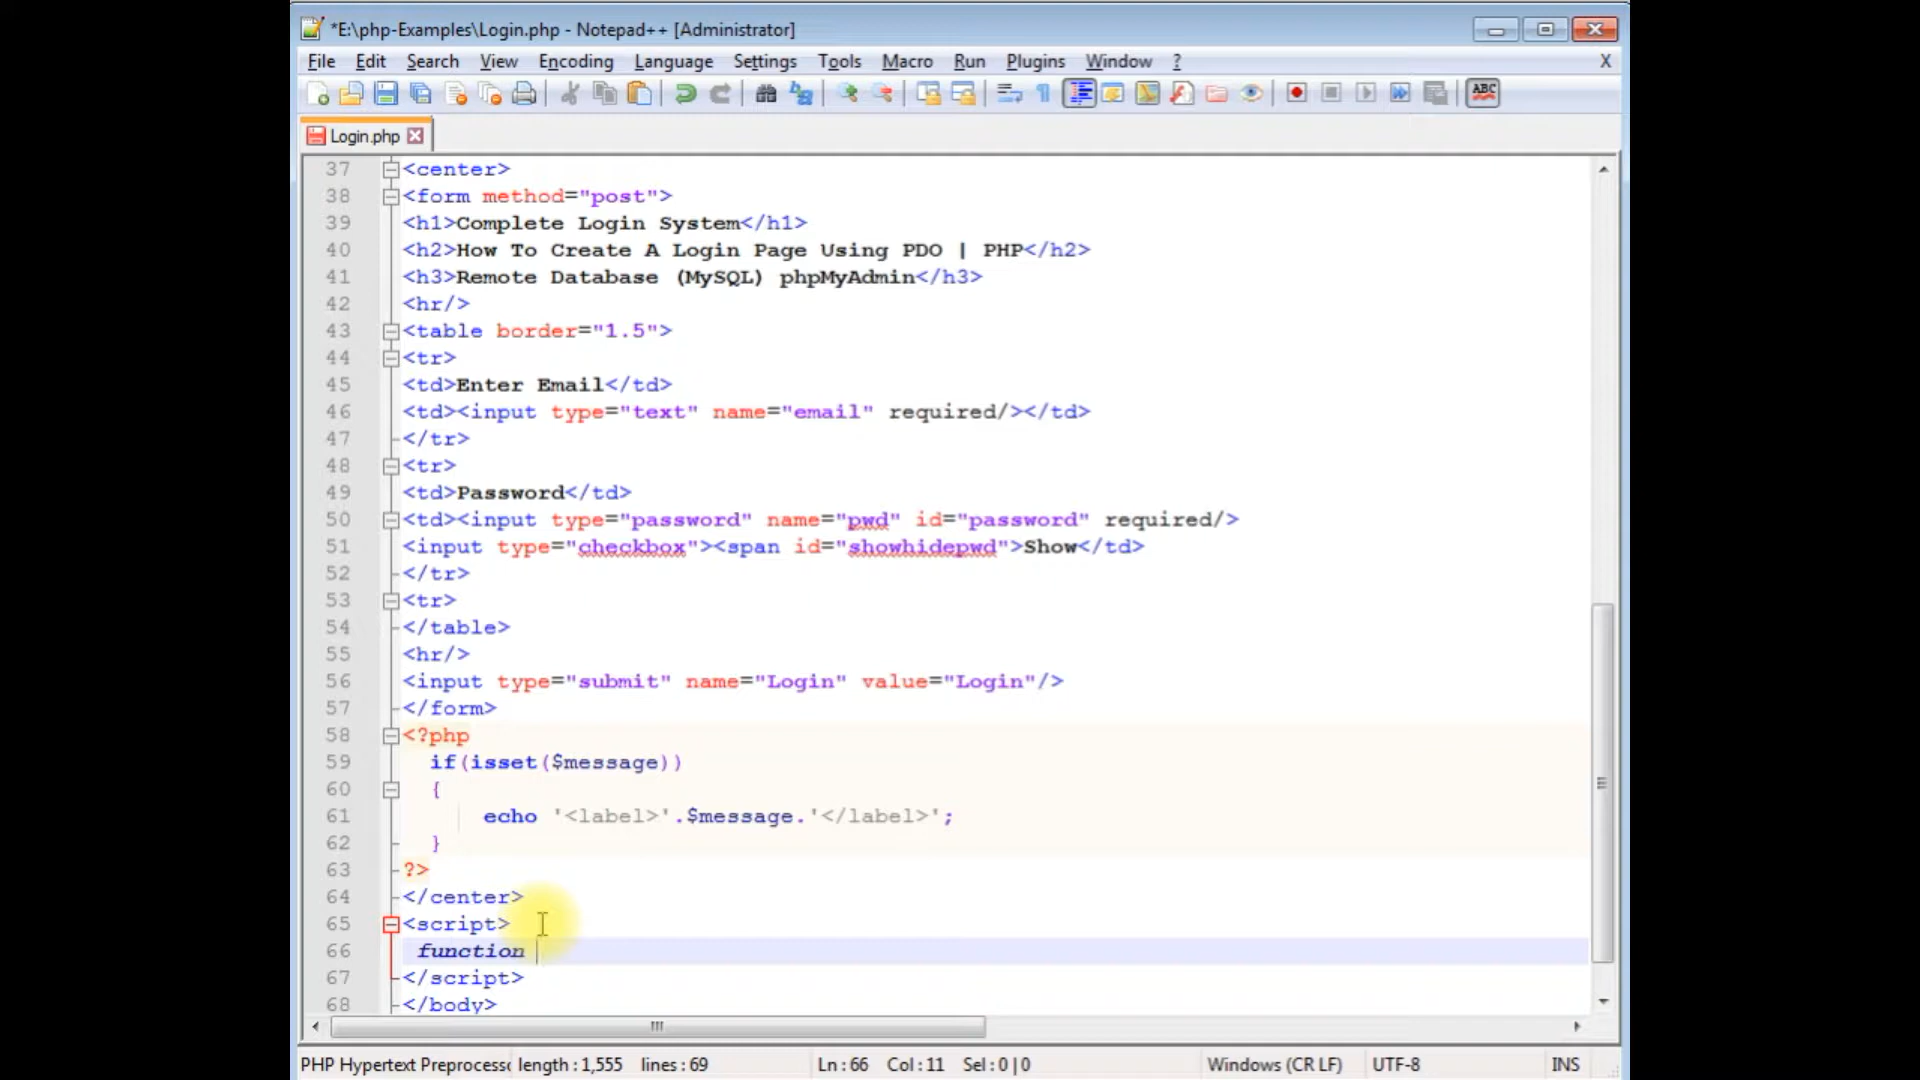 *E:\php-Examples\Login.php - Notepad++ [Administrator]
File Edit Search View Encoding Language Settings Tools Macro Run Plugins Window ? X
ABC
Login.php
37 <center>
38 <form method="post">
39 <h1>Complete Login System</h1>
40 <h2>How To Create A Login Page Using PDO | PHP</h2>
41 <h3>Remote Database (MySQL) phpMyAdmin</h3>
42 <hr/>
43 <table border="1.5">
44 <tr>
45 <td>Enter Email</td>
46 <td><input type="text" name="email" required/></td>
47 </tr>
48 <tr>
49 <td>Password</td>
50 <td><input type="password" name="pwd" id="password" required/>
51 <input type="checkbox"><span id="showhidepwd">Show</td>
52 </tr>
53 <tr>
54 </table>
55 <hr/>
56 <input type="submit" name="Login" value="Login"/>
57 </form>
58 <?php
59 if(isset($message))
60 {
61 echo '<label>'.$message.'</label>';
62 }
63 ?>
64 </center>
65 <script>
66 function
67 </script>
68 </body>
PHP Hypertext Preprocesso length : 1,555 lines : 69 Ln : 66 Col : 11 Sel : 0 | 0 Windows (CR LF) UTF-8 INS